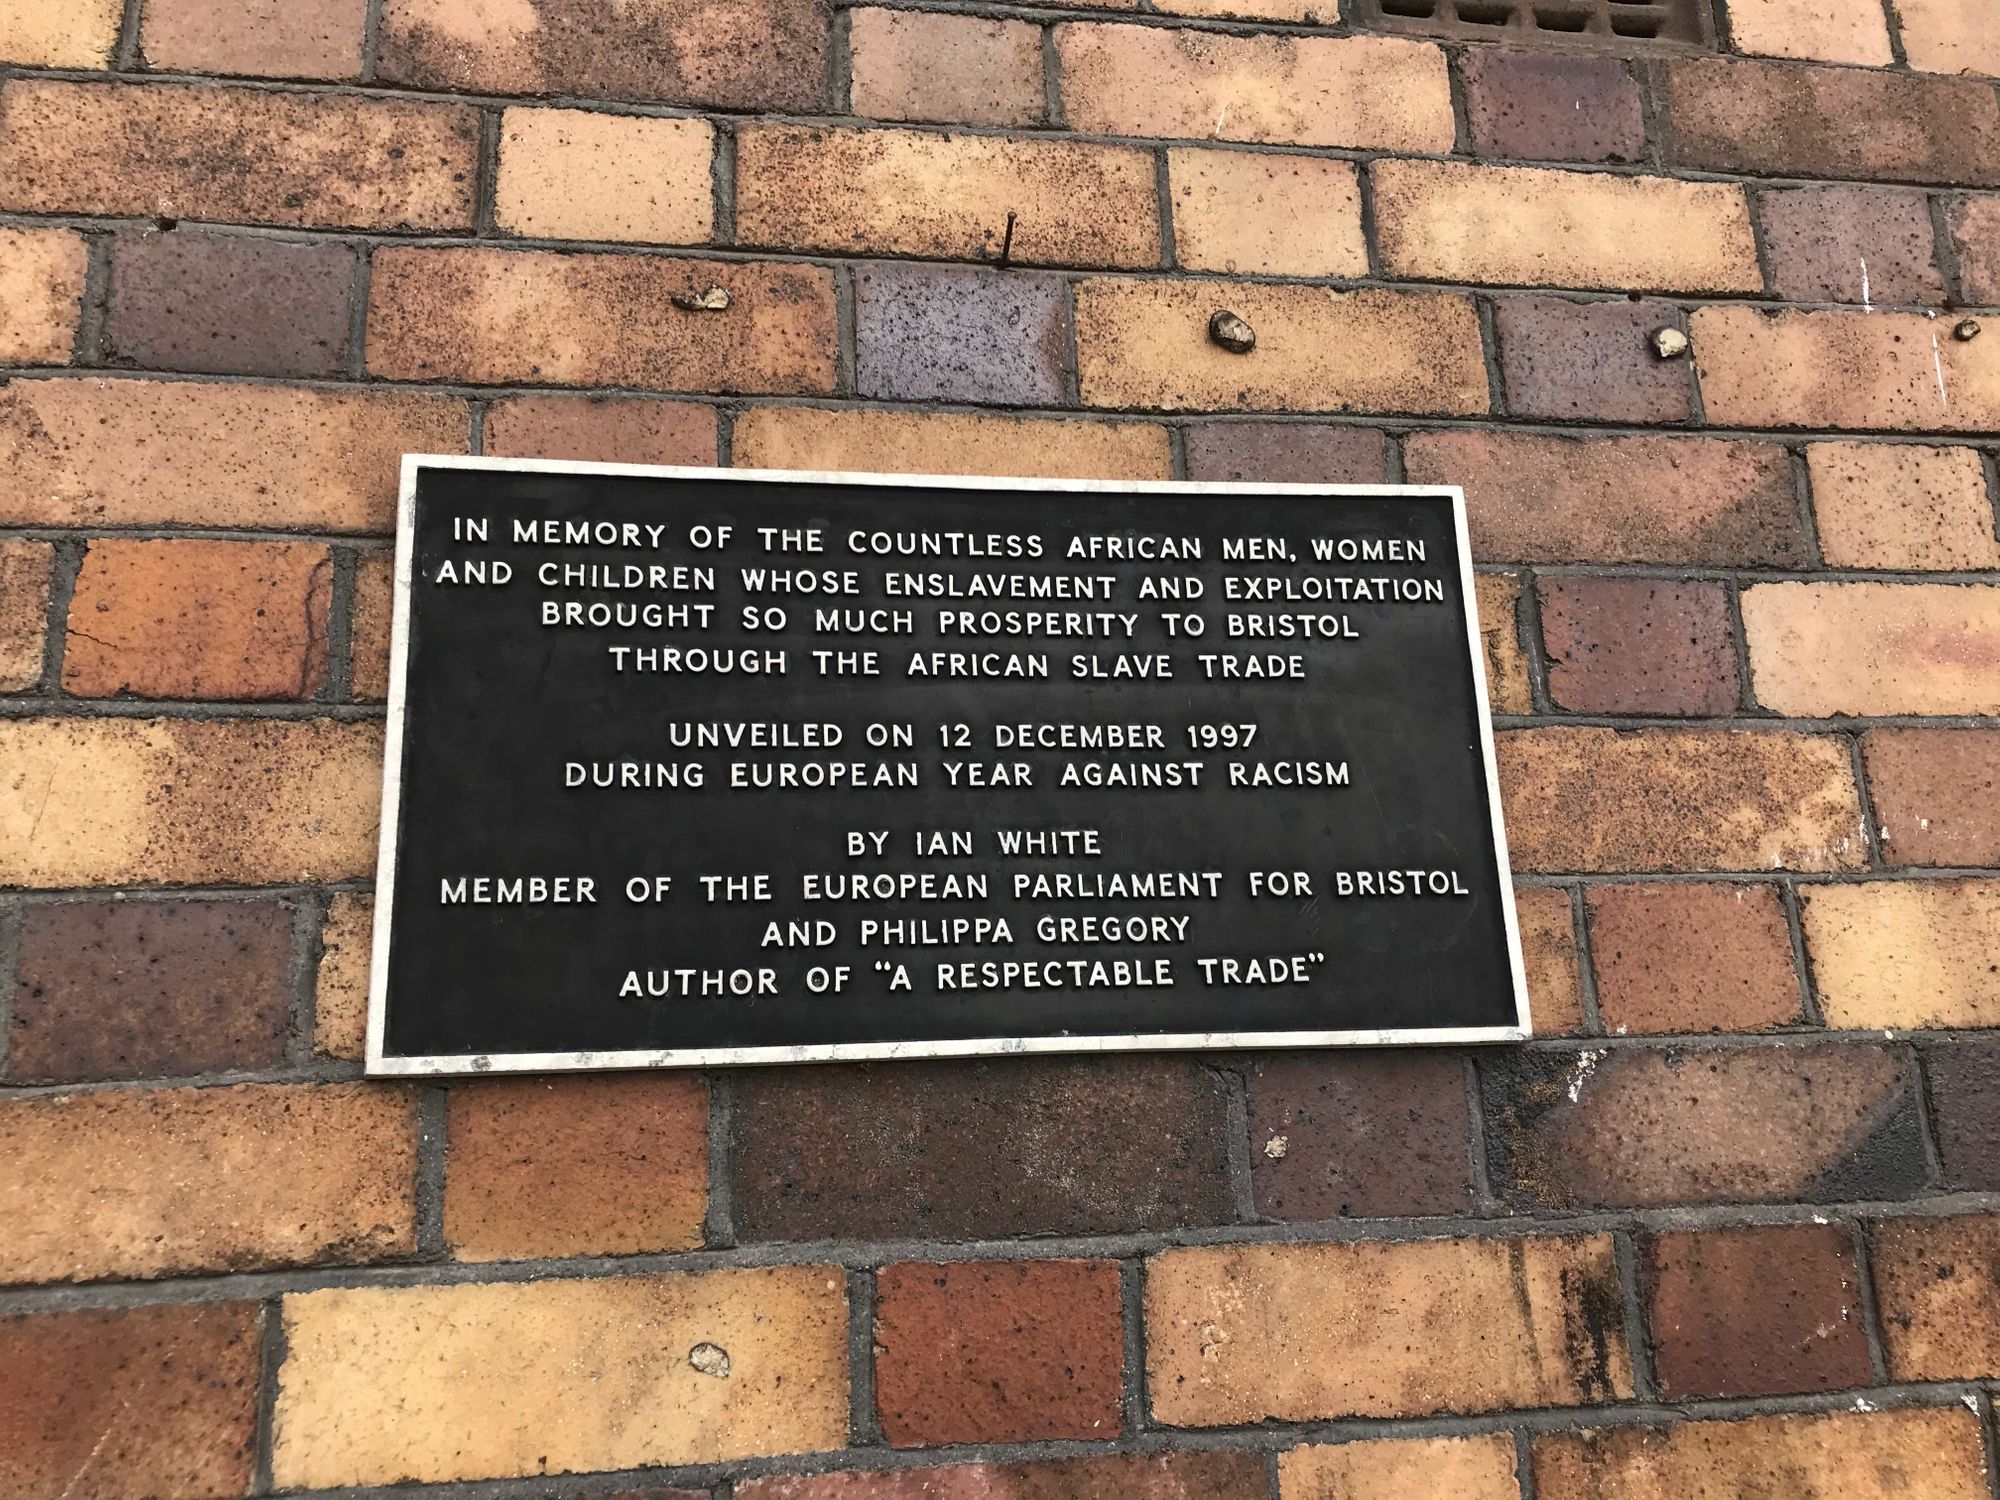 IN MEMORY OF THE COUNTLESS AFRICAN MEN, WOMEN
AND CHILDREN WHOSE ENSLAVEMENT AND EXPLOITATION
BROUGHT SO MUCH PROSPERITY TO BRISTOL
THROUGH THE AFRICAN SLAVE TRADE
UNVEILED ON 12 DECEMBER 1997
DURING EUROPEAN YEAR AGAINST RACISM
BY IAN WHITE
MEMBER OF THE EUROPEAN PARLIAMENT FOR BRISTOL
AND PHILIPPA GREGORY
AUTHOR OF “A RESPECTABLE TRADE”